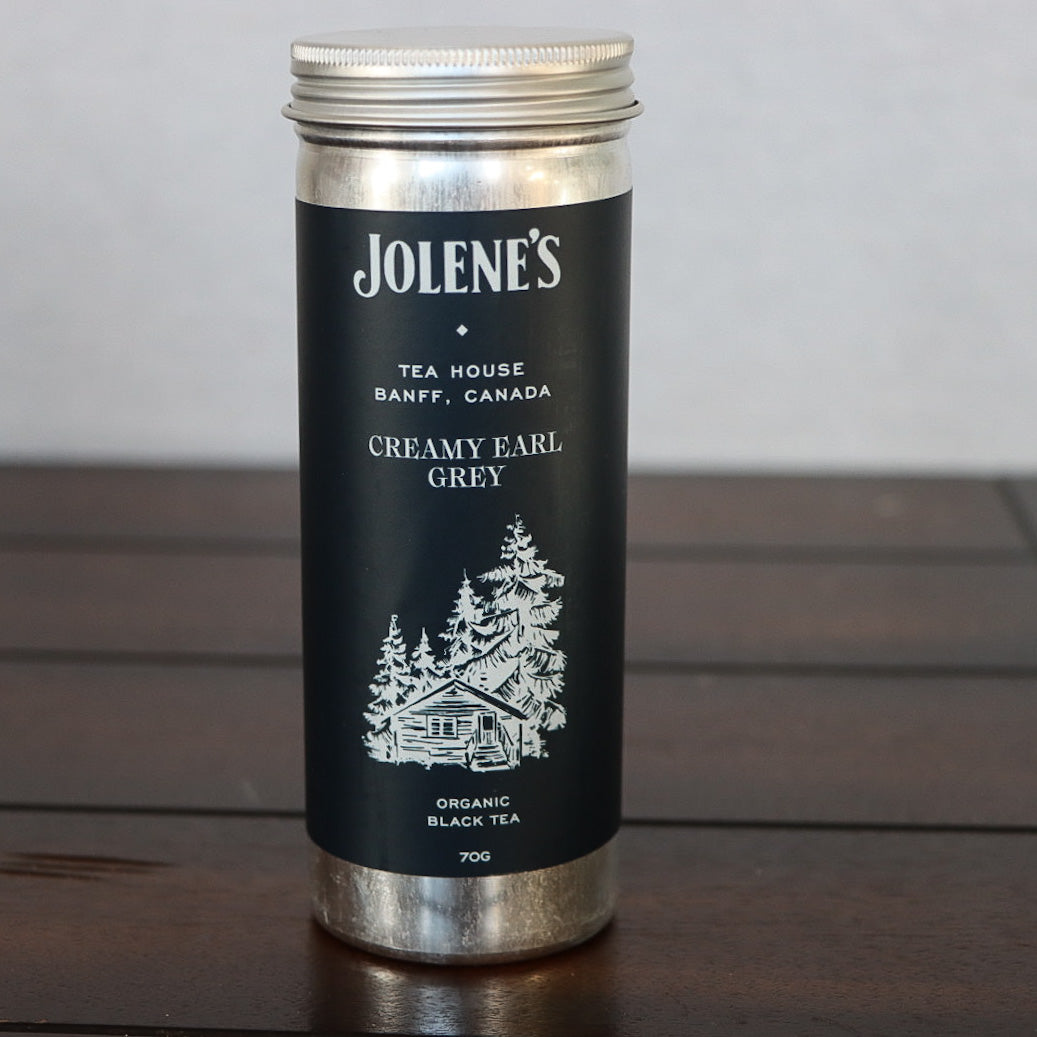 JOLENE'S
TEA HOUSE
BANFF, CANADA
CREAMY EARL
GREY
ORGANIC
BLACK TEA
70G